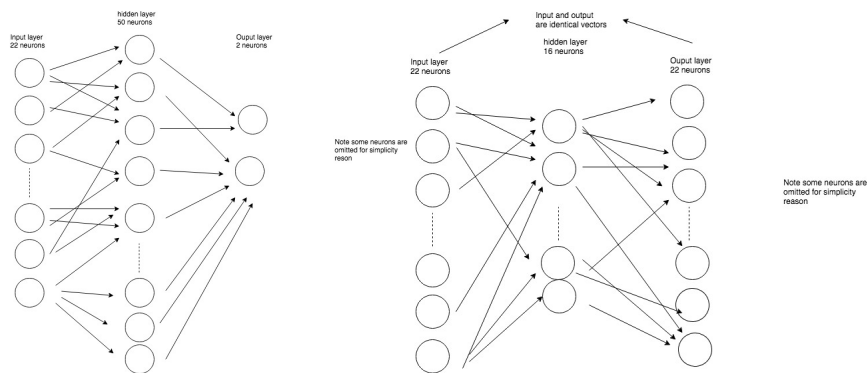 hidden layer
50 neurons
Input layer
22 neurons
Ouput layer
2 neurons
Input and output
are identical vectors
hidden layer
16 neurons
Input layer
22 neurons
Ouput layer
22 neurons
Note some neurons are
omitted for simplicity
reson
Note some neurons are
omitted for simplicity
reason